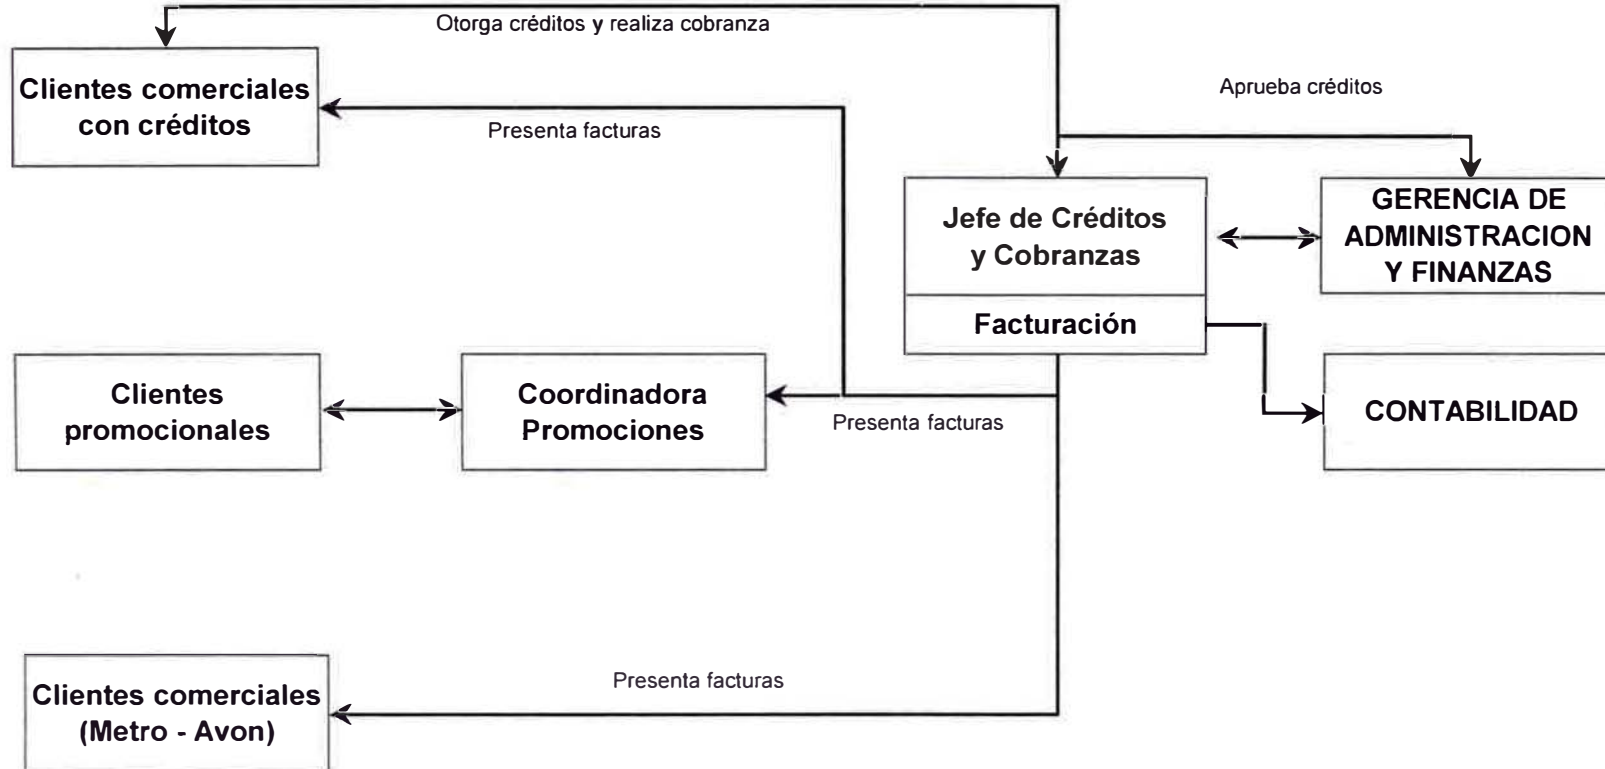 Otorga créditos y realiza cobranza
Clientes comerciales
con créditos
Aprueba créditos
Presenta facturas
Jefe de Créditos
y Cobranzas
GERENCIA DE
ADMINISTRACION
Y FINANZAS
Facturación
Clientes
promocionales
Coordinadora
Promociones
Presenta facturas
CONTABILIDAD
Presenta facturas
Clientes comerciales
(Metro - Avon)